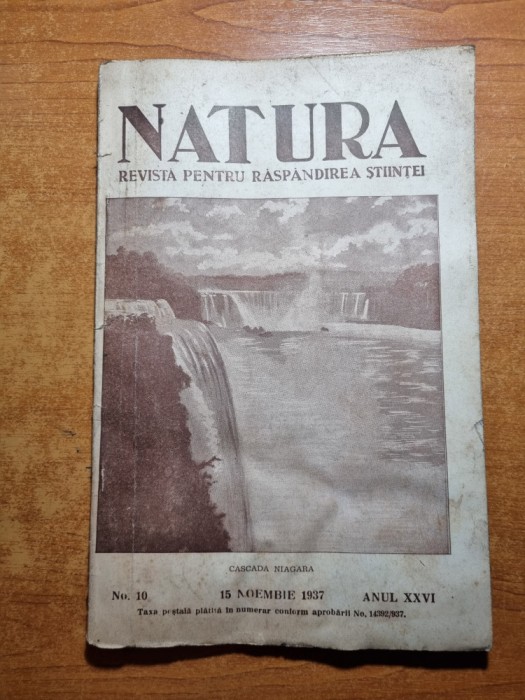 NATURA
REVISTA PENTRU RĂSPÂNDIREA ȘTIINȚEI
CASCADA NIAGARA
No. 10 15 NOEMBIE 1937 ANUL XXVI
Taxa poștală plătită în numerar conform aprobării No. 14392/937.